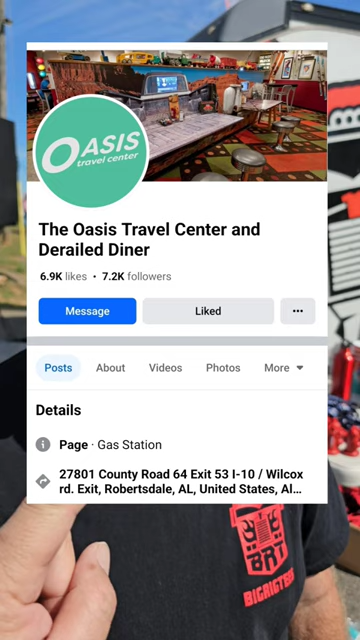 OASIS
travel center
The Oasis Travel Center and
Derailed Diner
6.9K likes • 7.2K followers
Message
Liked
Posts
About
Videos
Photos
More
Details
Page · Gas Station
27801 County Road 64 Exit 53 I-10 / Wilcox
rd. Exit, Robertsdale, AL, United States, Al...
BRT